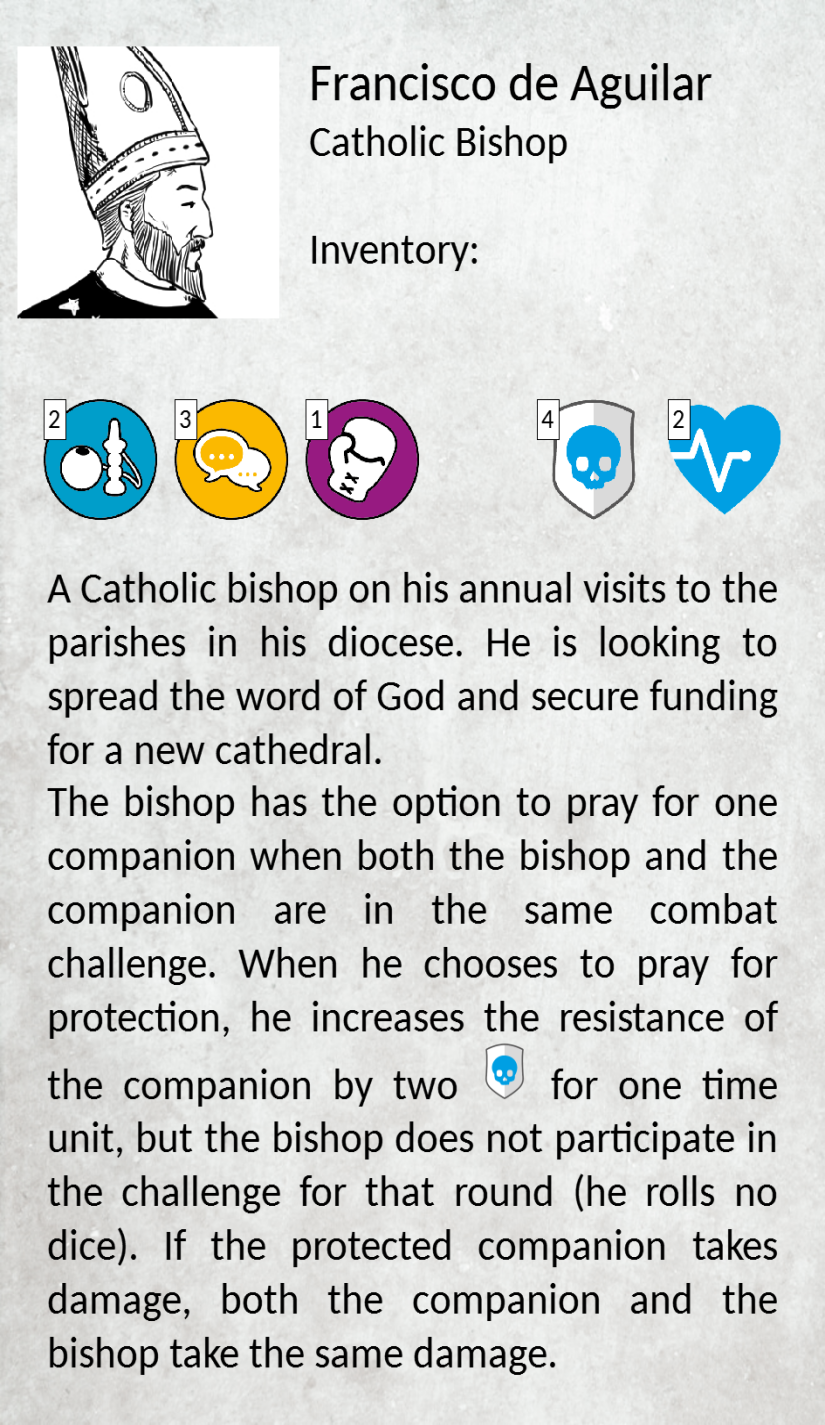 Francisco de Aguilar
Catholic Bishop
Inventory:
2 3 1 4 2
A Catholic bishop on his annual visits to the
parishes in his diocese. He is looking to
spread the word of God and secure funding
for a new cathedral.
The bishop has the option to pray for one
companion when both the bishop and the
companion are in the same combat
challenge. When he chooses to pray for
protection, he increases the resistance of
the companion by two for one time
unit, but the bishop does not participate in
the challenge for that round (he rolls no
dice). If the protected companion takes
damage, both the companion and the
bishop take the same damage.